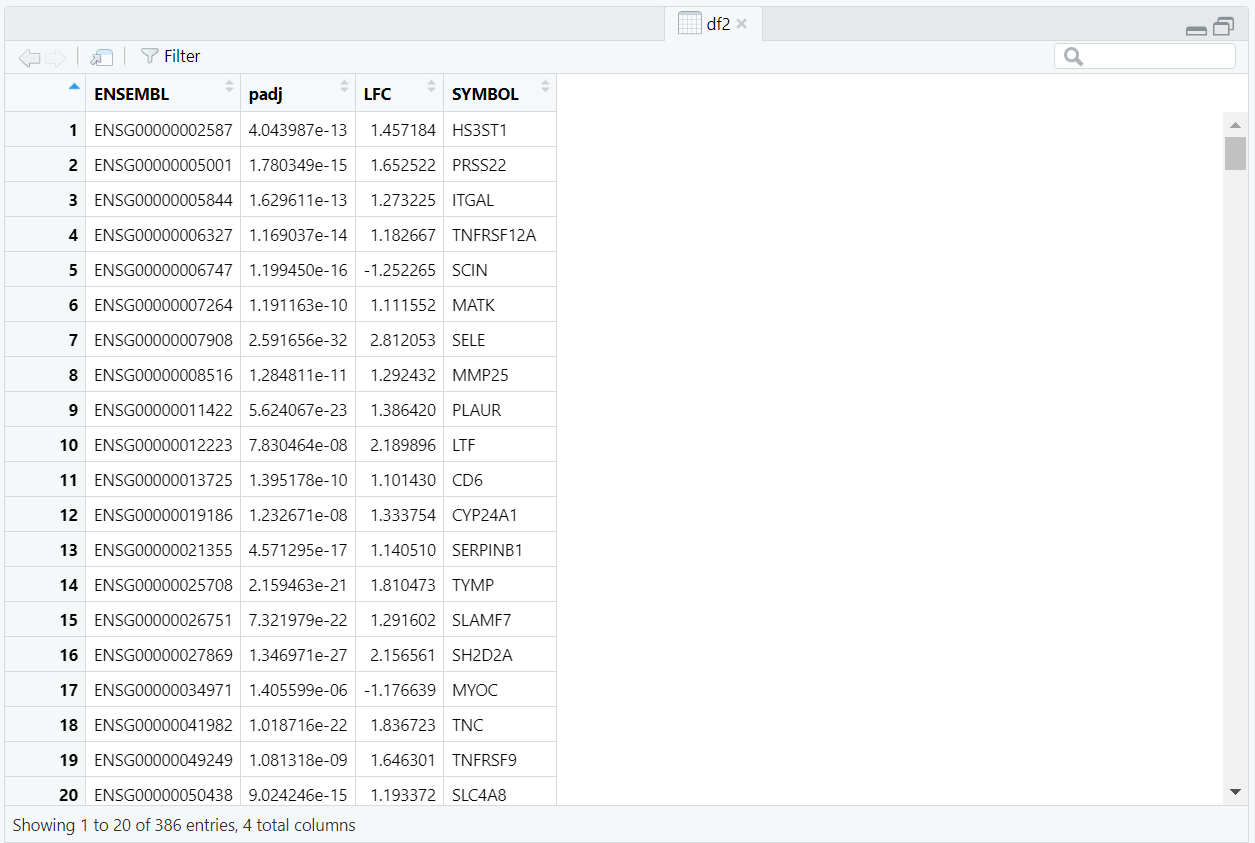 df2
Filter
ENSEMBL padj LFC SYMBOL
1 ENSG00000002587 4.043987e-13 1.457184 HS3ST1
2 ENSG00000005001 1.780349e-15 1.652522 PRSS22
3 ENSG00000005844 1.629611e-13 1.273225 ITGAL
4 ENSG00000006327 1.169037e-14 1.182667 TNFRSF12A
5 ENSG00000006747 1.199450e-16 -1.252265 SCIN
6 ENSG00000007264 1.191163e-10 1.111552 MATK
7 ENSG00000007908 2.591656e-32 2.812053 SELE
8 ENSG00000008516 1.284811e-11 1.292432 MMP25
9 ENSG00000011422 5.624067e-23 1.386420 PLAUR
10 ENSG00000012223 7.830464e-08 2.189896 LTF
11 ENSG00000013725 1.395178e-10 1.101430 CD6
12 ENSG00000019186 1.232671e-08 1.333754 CYP24A1
13 ENSG00000021355 4.571295e-17 1.140510 SERPINB1
14 ENSG00000025708 2.159463e-21 1.810473 TYMP
15 ENSG00000026751 7.321979e-22 1.291602 SLAMF7
16 ENSG00000027869 1.346971e-27 2.156561 SH2D2A
17 ENSG00000034971 1.405599e-06 -1.176639 MYOC
18 ENSG00000041982 1.018716e-22 1.836723 TNC
19 ENSG00000049249 1.081318e-09 1.646301 TNFRSF9
20 ENSG00000050438 9.024246e-15 1.193372 SLC4A8
Showing 1 to 20 of 386 entries, 4 total columns